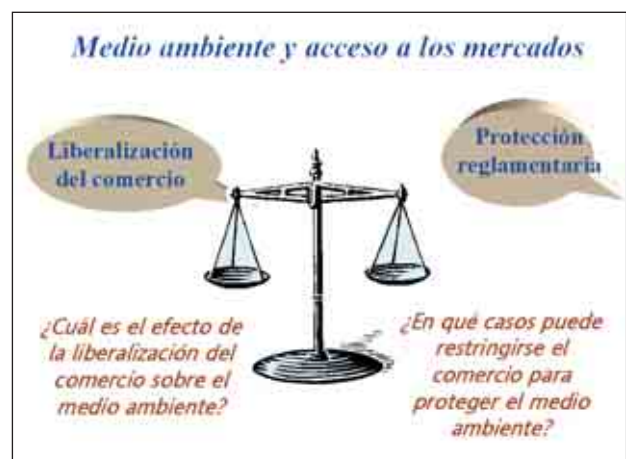 Medio ambiente y acceso a los mercados
Liberalización
del comercio
Protección
reglamentaria
¿Cuál es el efecto de
la liberalización del
comercio sobre el
medio ambiente?
¿En qué casos puede
restringirse el
comercio para
proteger el medio
ambiente?